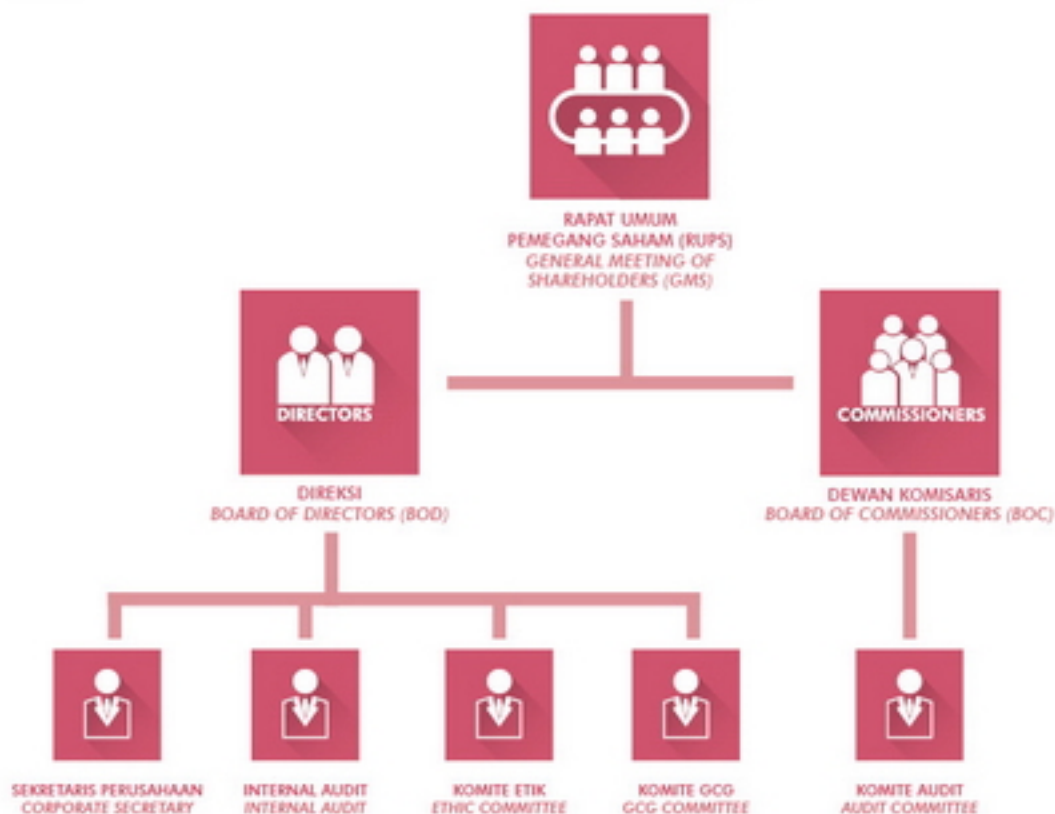 RAPAT UMUM
PEMEGANG SAHAM (RUPS)
GENERAL MEETING OF
SHAREHOLDERS (GMS)
DIRECTORS
DIREKSI
BOARD OF DIRECTORS (BOD)
COMMISSIONERS
DEWAN KOMISARIS
BOARD OF COMMISSIONERS (BOC)
SEKRETARIS PERUSAHAAN
CORPORATE SECRETARY
INTERNAL AUDIT
INTERNAL AUDIT
KOMITE ETIK
ETHIC COMMITTEE
KOMITE GCG
GCG COMMITTEE
KOMITE AUDIT
AUDIT COMMITTEE